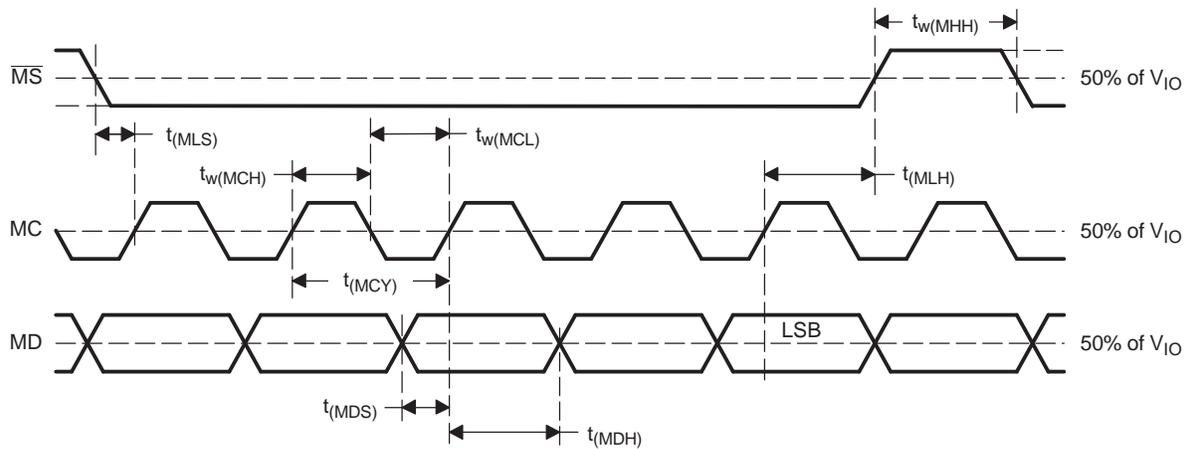 t_w(MHH)
M̅S̅
50% of V_IO
t_(MLS)
t_w(MCL)
t_w(MCH)
t_(MLH)
MC
50% of V_IO
t_(MCY)
LSB
MD
50% of V_IO
t_(MDS)
t_(MDH)